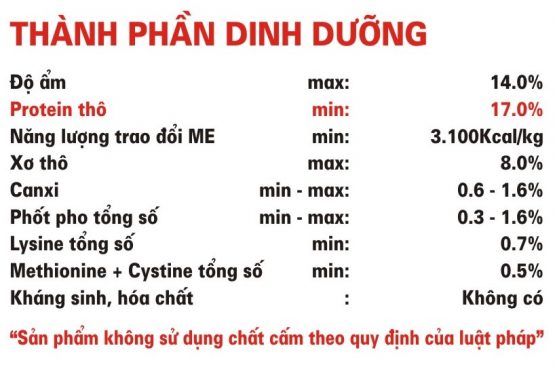 THÀNH PHẦN DINH DƯỠNG
Độ ẩm max: 14.0%
Protein thô min: 17.0%
Năng lượng trao đổi ME min: 3.100Kcal/kg
Xơ thô max: 8.0%
Canxi min - max: 0.6 - 1.6%
Phốt pho tổng số min - max: 0.3 - 1.6%
Lysine tổng số min: 0.7%
Methionine + Cystine tổng số min: 0.5%
Kháng sinh, hóa chất : Không có
“Sản phẩm không sử dụng chất cấm theo quy định của luật pháp”